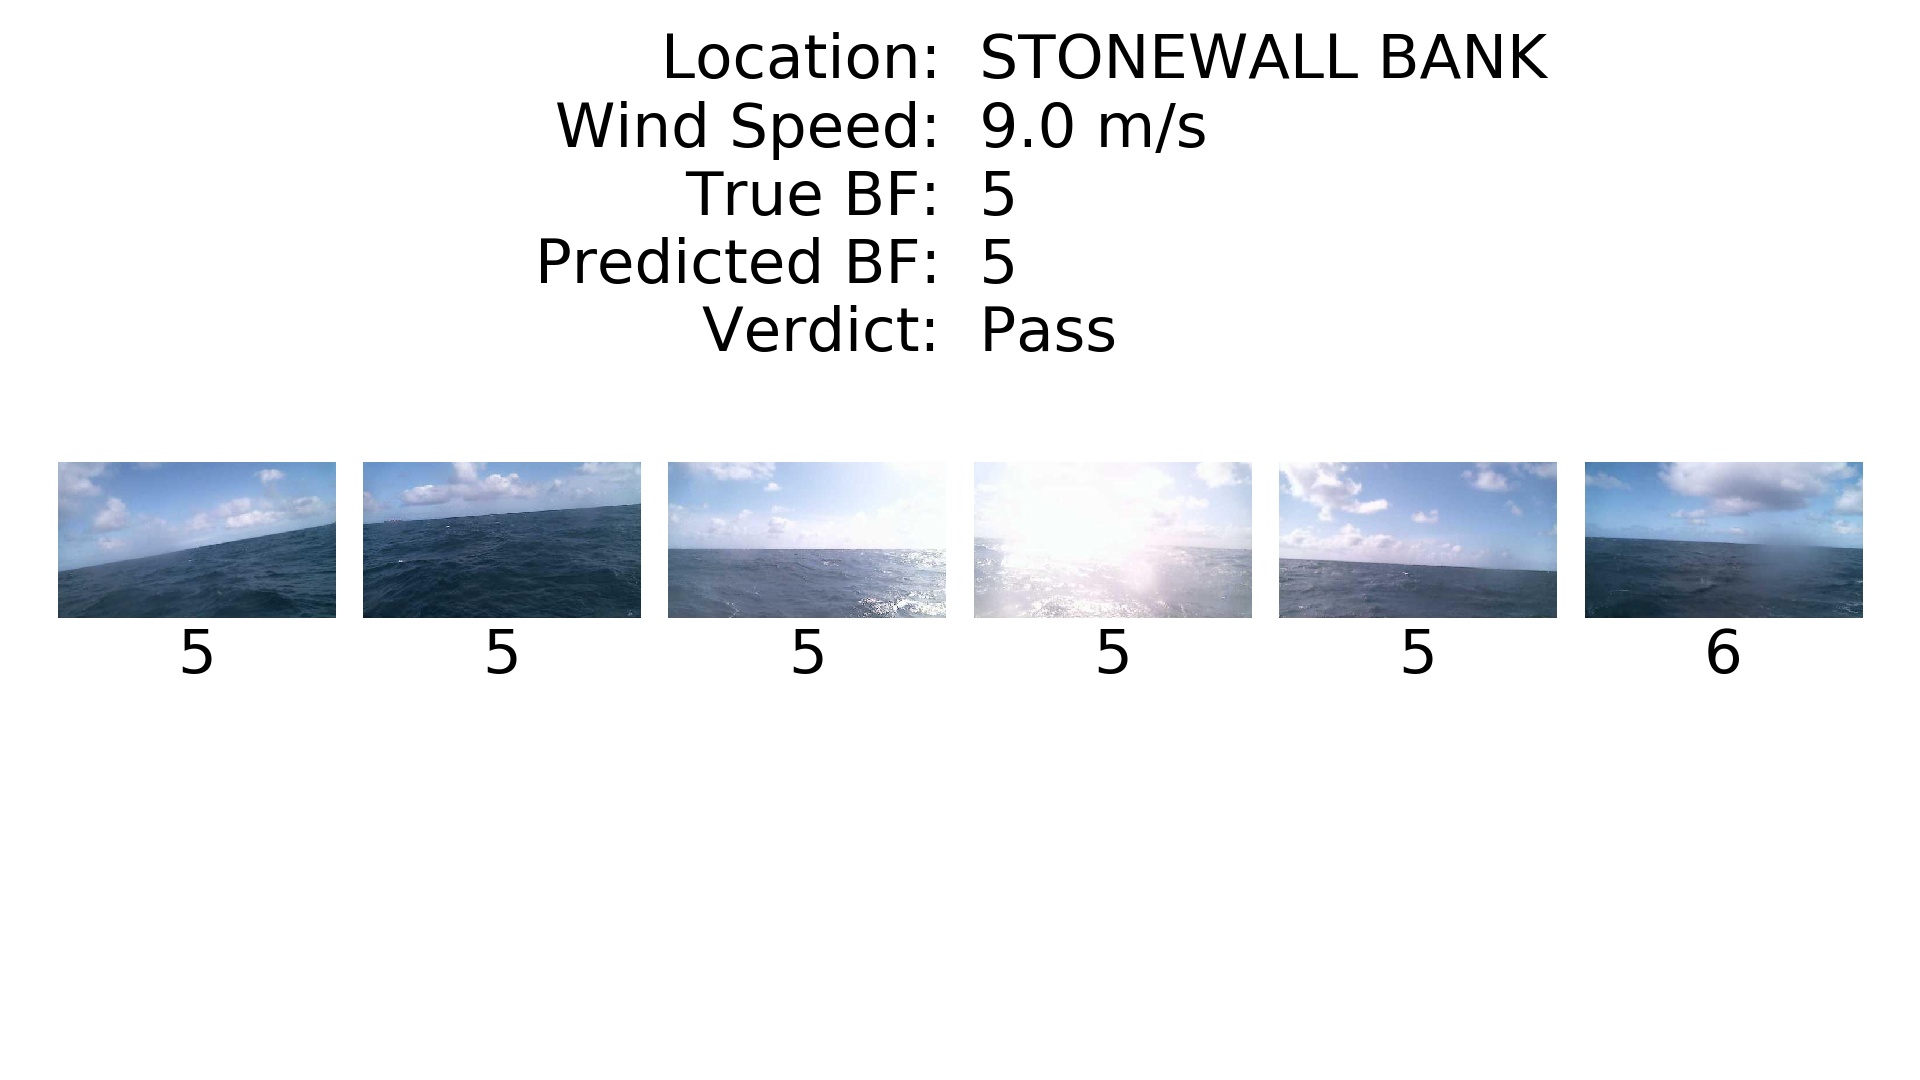 Location: STONEWALL BANK
Wind Speed: 9.0 m/s
True BF: 5
Predicted BF: 5
Verdict: Pass
5 5 5 5 5 6